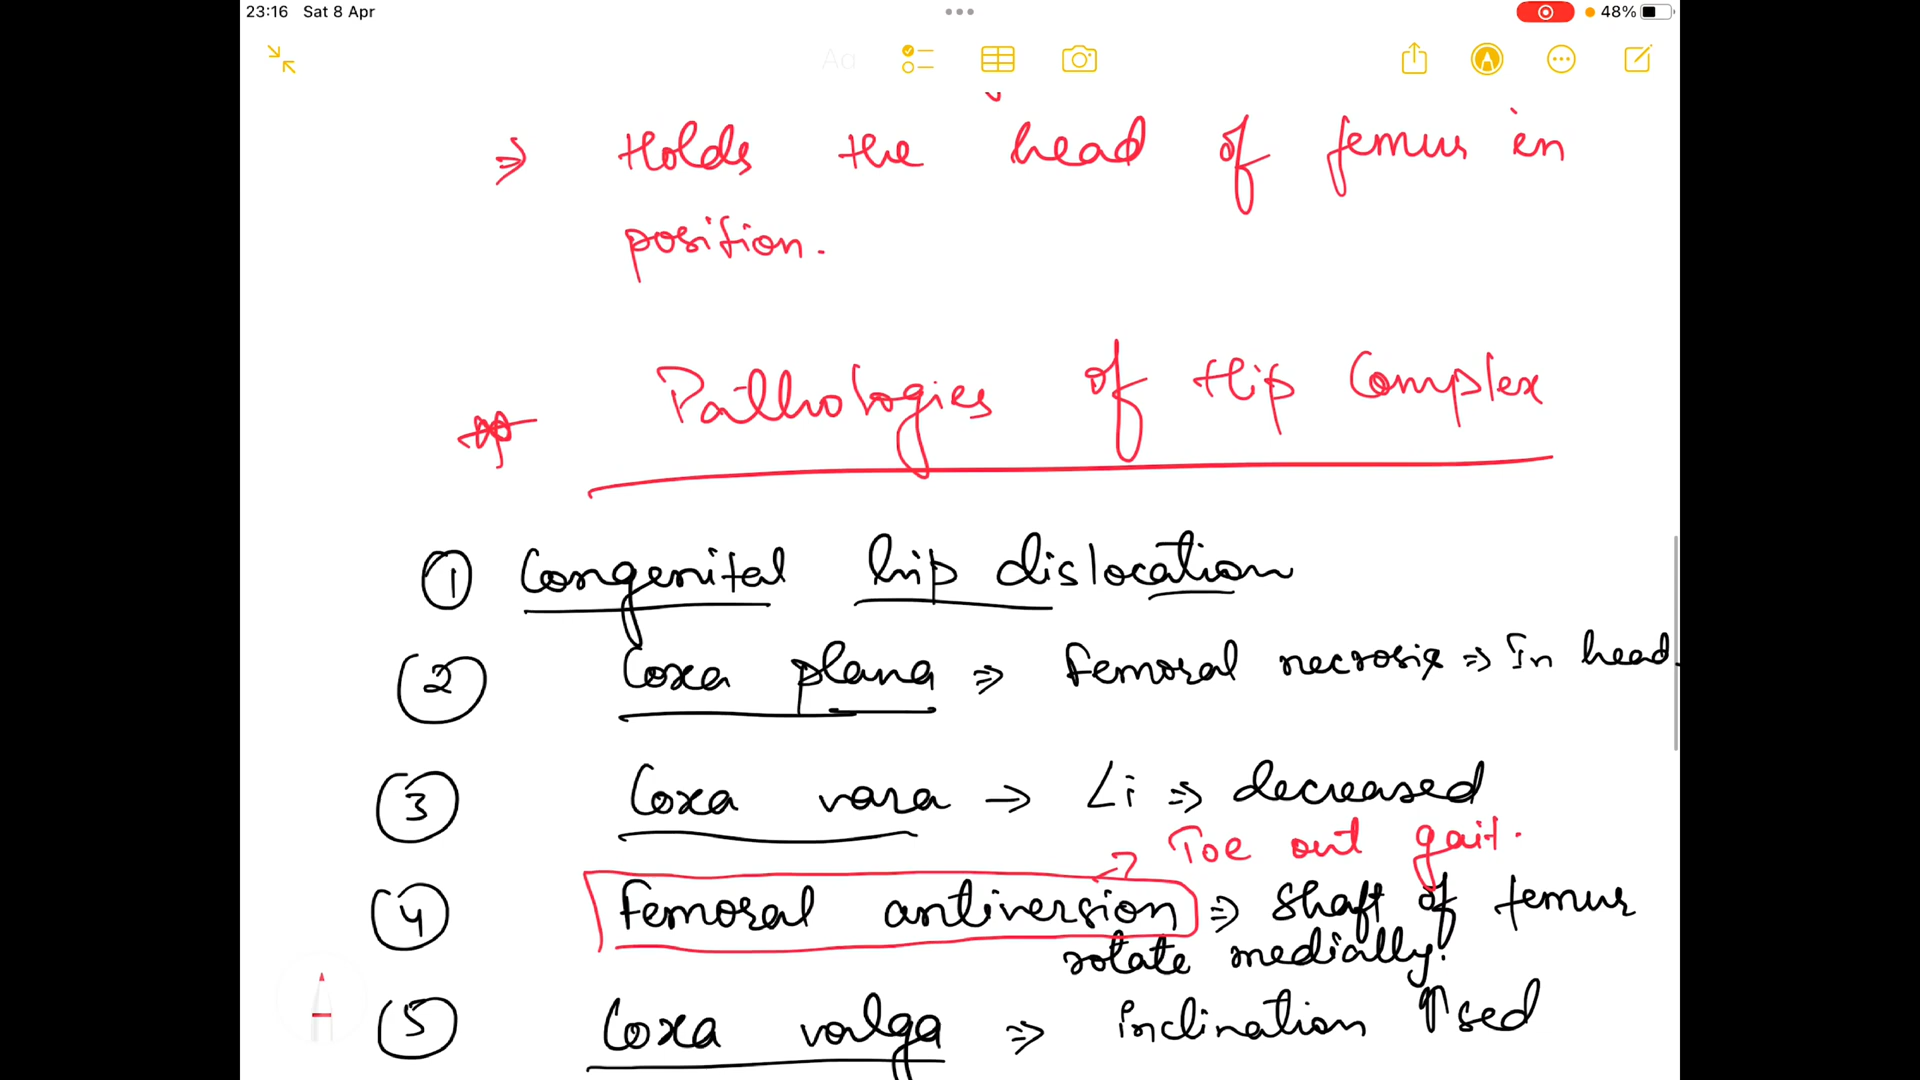 23:16 Sat 8 Apr
48%
Aa
⇒ Holds the head of femur in
position.
Pathologies of Hip Complex
① Congenital hip dislocation
② Coxa plana ⇒ Femoral necrosis ⇒ In head
③ Coxa vara → ∠i ⇒ decreased
→ Toe out gait.
④ Femoral antiversion ⇒ Shaft of femur
rotate medially.
⑤ Coxa valga ⇒ inclination ↑sed